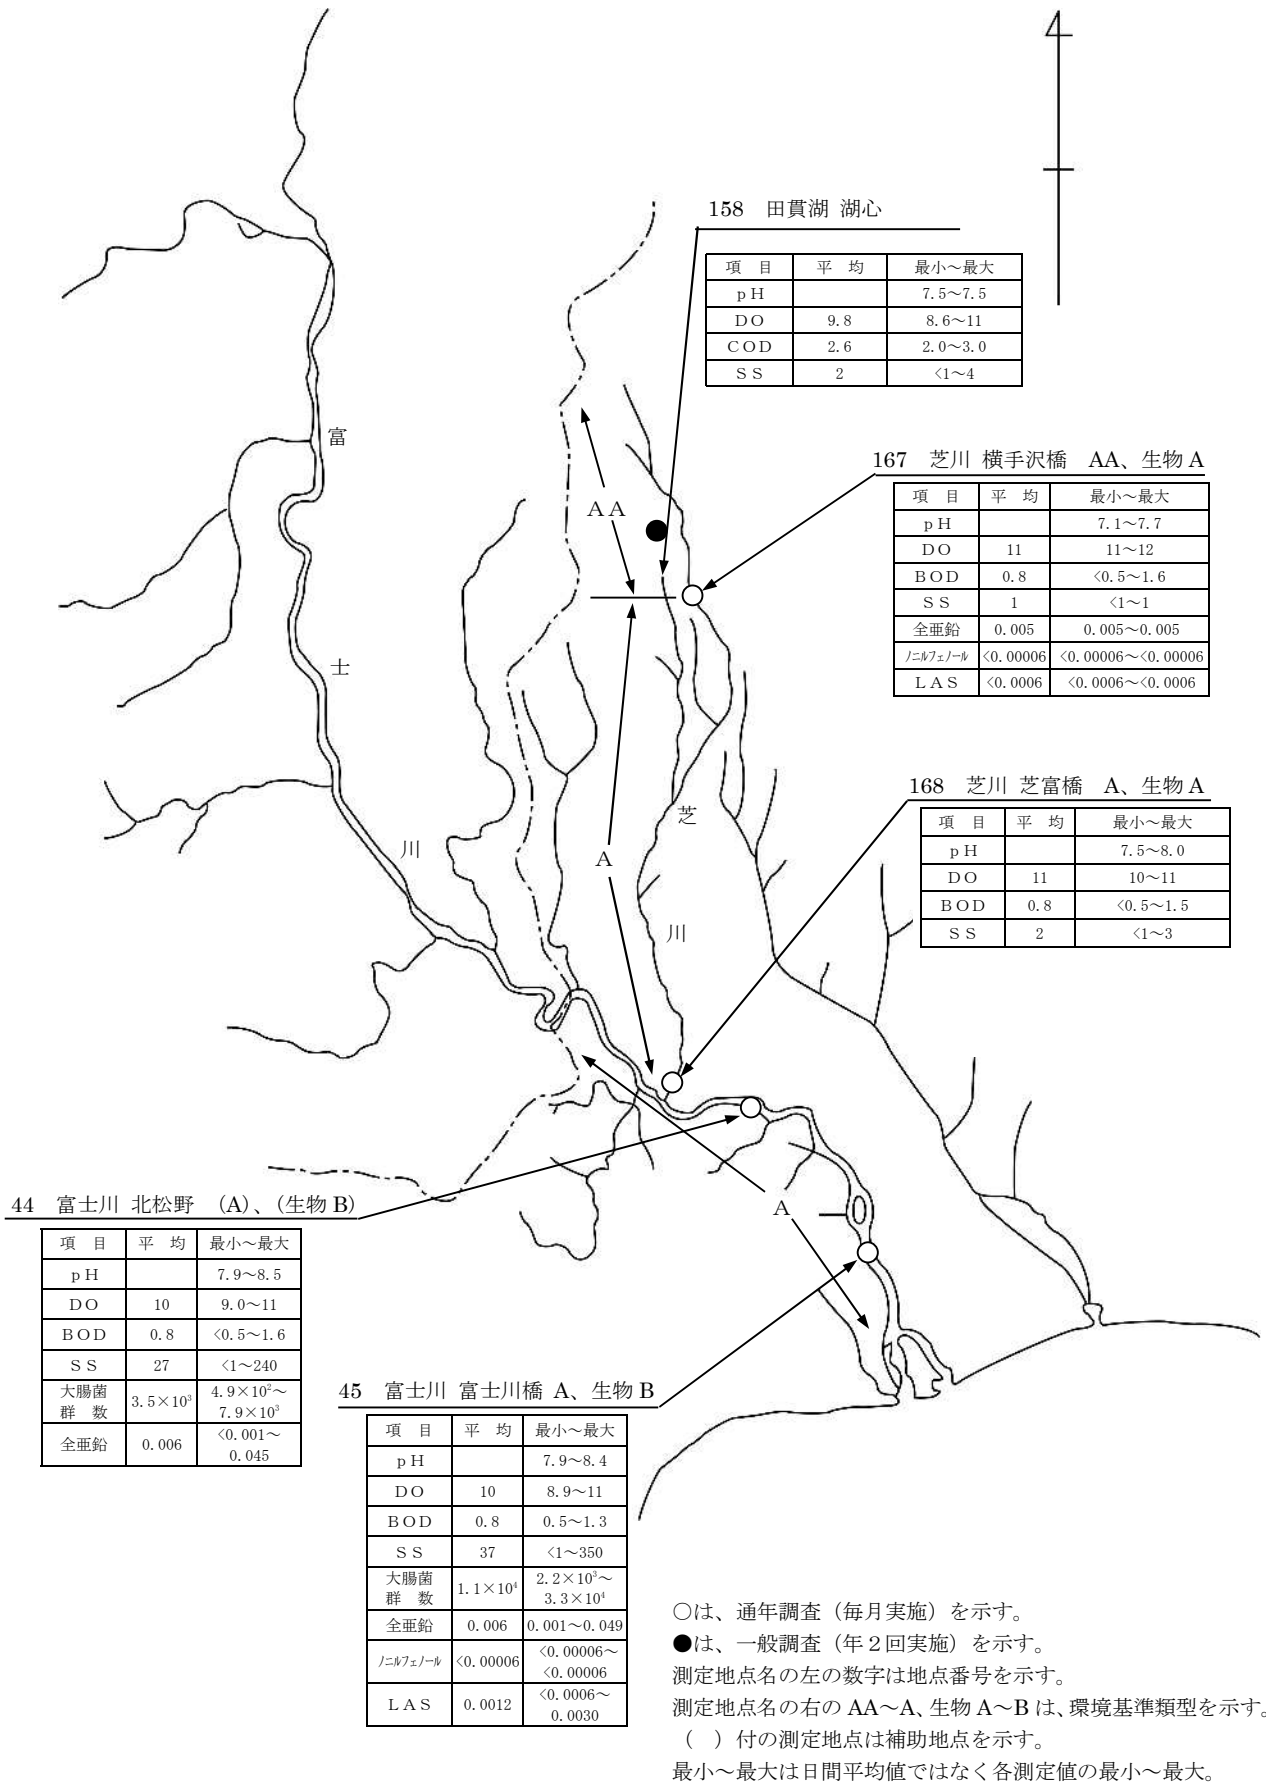 158 田貫湖 湖心
項 目 平 均 最小～最大
pH 7.5～7.5
DO 9.8 8.6～11
COD 2.6 2.0～3.0
SS 2 <1～4
富
士
川
AA
A
芝
川
A
167 芝川 横手沢橋 AA、生物 A
項 目 平 均 最小～最大
pH 7.1～7.7
DO 11 11～12
BOD 0.8 <0.5～1.6
SS 1 <1～1
全亜鉛 0.005 0.005～0.005
ﾉﾆﾙﾌｪﾉｰﾙ <0.00006 <0.00006～<0.00006
LAS <0.0006 <0.0006～<0.0006
168 芝川 芝富橋 A、生物 A
項 目 平 均 最小～最大
pH 7.5～8.0
DO 11 10～11
BOD 0.8 <0.5～1.5
SS 2 <1～3
44 富士川 北松野 (A)、(生物 B)
項 目 平 均 最小～最大
pH 7.9～8.5
DO 10 9.0～11
BOD 0.8 <0.5～1.6
SS 27 <1～240
大腸菌群 数 3.5×10³ 4.9×10²～7.9×10³
全亜鉛 0.006 <0.001～0.045
45 富士川 富士川橋 A、生物 B
項 目 平 均 最小～最大
pH 7.9～8.4
DO 10 8.9～11
BOD 0.8 0.5～1.3
SS 37 <1～350
大腸菌群 数 1.1×10⁴ 2.2×10³～3.3×10⁴
全亜鉛 0.006 0.001～0.049
ﾉﾆﾙﾌｪﾉｰﾙ <0.00006 <0.00006～<0.00006
LAS 0.0012 <0.0006～0.0030
○は、通年調査（毎月実施）を示す。
●は、一般調査（年２回実施）を示す。
測定地点名の左の数字は地点番号を示す。
測定地点名の右の AA～A、生物 A～B は、環境基準類型を示す。
（ ）付の測定地点は補助地点を示す。
最小～最大は日間平均値ではなく各測定値の最小～最大。